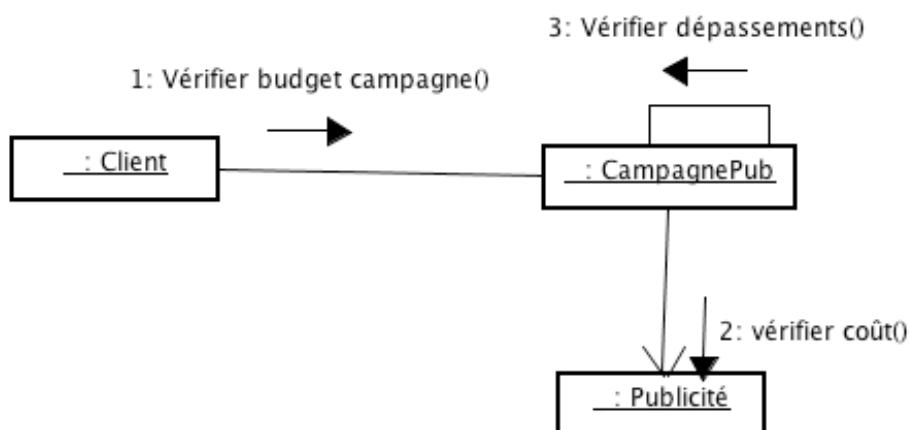 3: Vérifier dépassements()
1: Vérifier budget campagne()
: Client
: CampagnePub
2: vérifier coût()
: Publicité